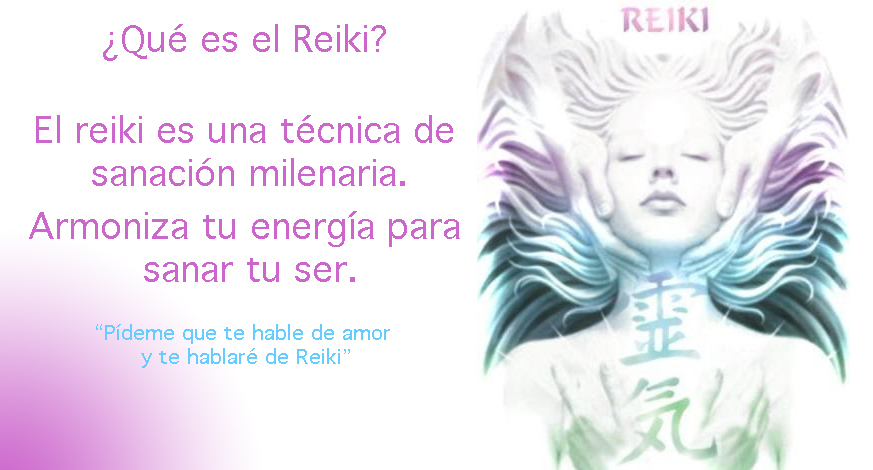 ¿Qué es el Reiki?
El reiki es una técnica de
sanación milenaria.
Armoniza tu energía para
sanar tu ser.
“Pídeme que te hable de amor
y te hablaré de Reiki”
REIKI
靈
気